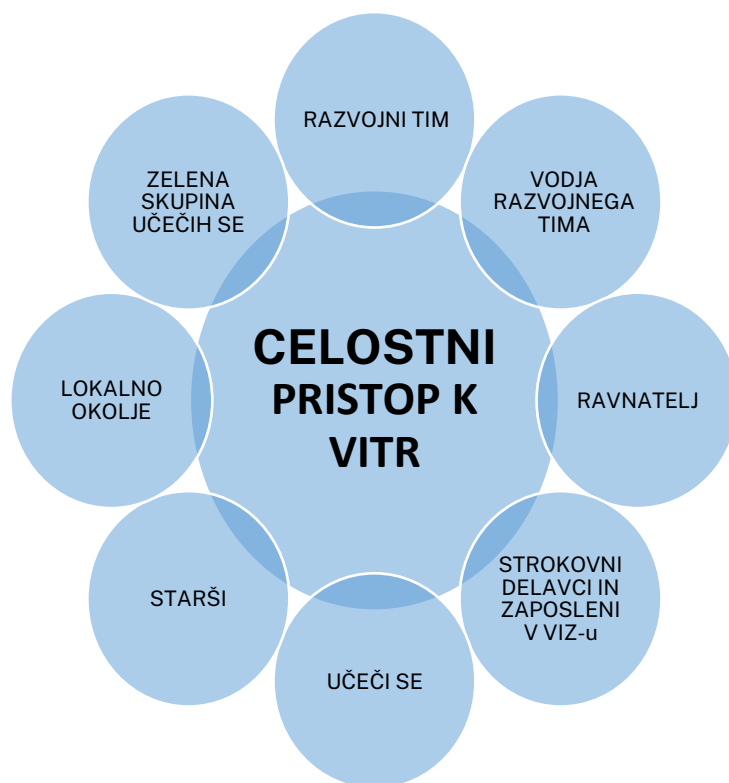 RAZVOJNI TIM
VODJA
RAZVOJNEGA
TIMA
RAVNATELJ
STROKOVNI
DELAVCI IN
ZAPOSLENI
V VIZ-u
UČEČI SE
STARŠI
LOKALNO
OKOLJE
ZELENA
SKUPINA
UČEČIH SE
CELOSTNI
PRISTOP K
VITR